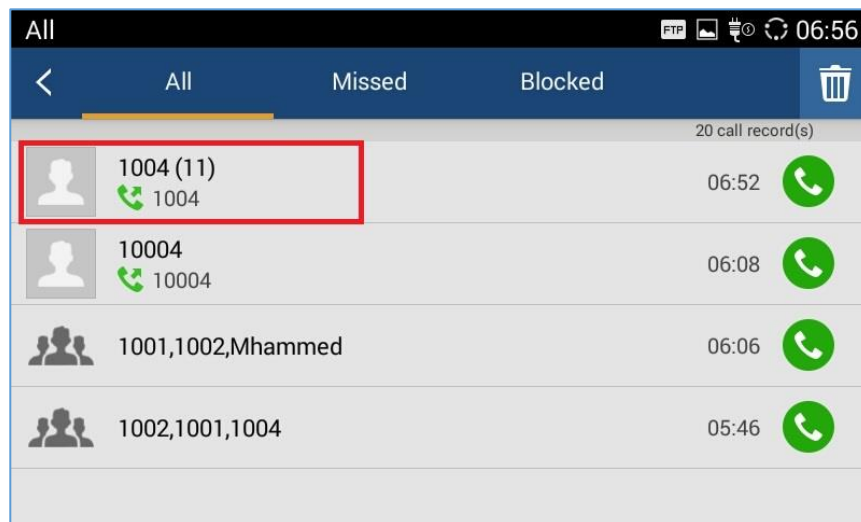 All FTP 06:56
All Missed Blocked
20 call record(s)
1004 (11)
1004 06:52
10004
10004 06:08
1001,1002,Mhammed 06:06
1002,1001,1004 05:46